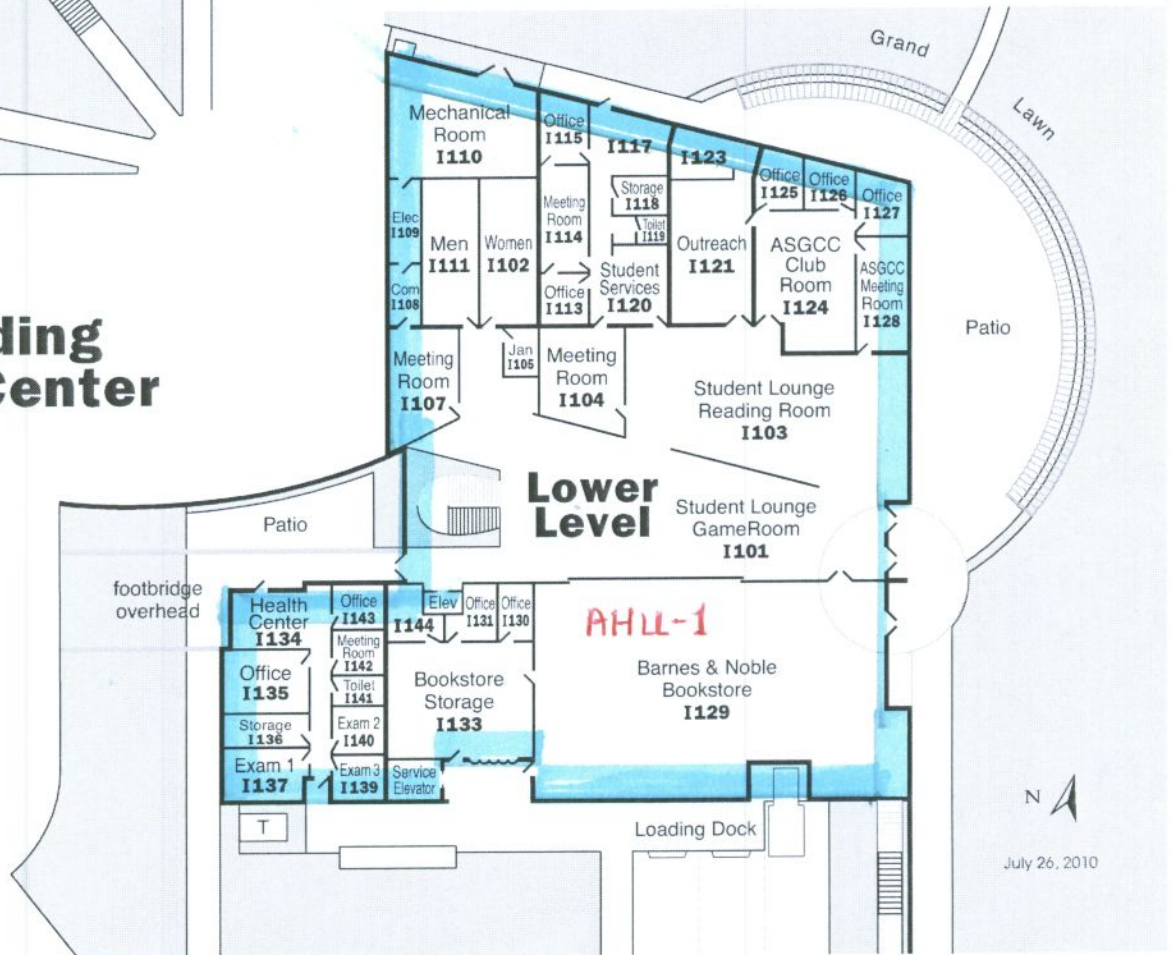 Grand
Lawn
Mechanical
Room
I110
Office
I115
I117
I123
Office
I125
Office
I126
Office
I127
Elec
I109
Men
I111
Women
I102
Meeting
Room
I114
Storage
I118
Toilet
I119
Student
Services
I120
Outreach
I121
ASGCC
Club
Room
I124
ASGCC
Meeting
Room
I128
Com
I108
Office
I113
Patio
ding
Center
Meeting
Room
I107
Jan
I105
Meeting
Room
I104
Student Lounge
Reading Room
I103
Lower
Level
Student Lounge
GameRoom
I101
Patio
footbridge
overhead
Health
Center
I134
Office
I143
I144
Elev
Office
I131
Office
I130
AHLL-1
Meeting
Room
I142
Office
I135
Toilet
I141
Bookstore
Storage
I133
Barnes & Noble
Bookstore
I129
Storage
I136
Exam 2
I140
Exam 1
I137
Exam 3
I139
Service
Elevator
T
Loading Dock
N
July 26, 2010